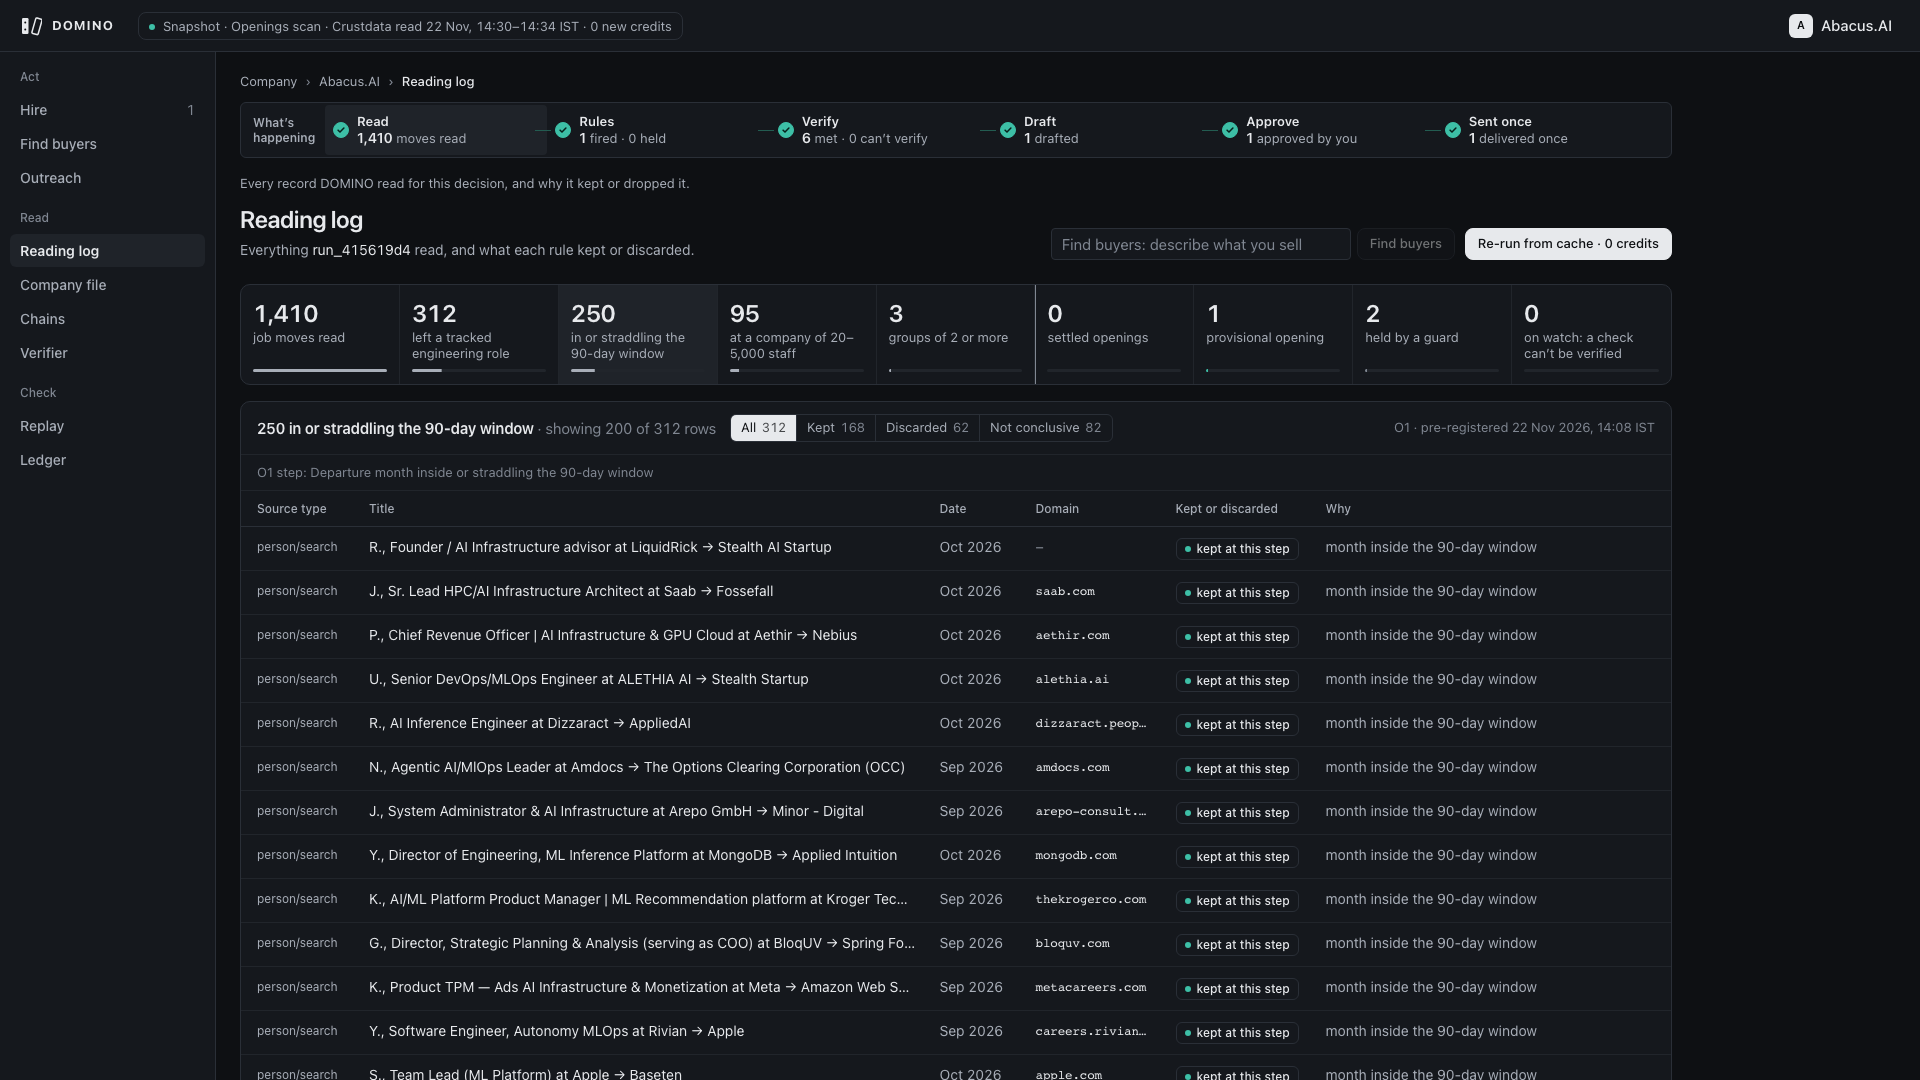 DOMINO
Snapshot · Openings scan · Crustdata read 22 Nov, 14:30–14:34 IST · 0 new credits
A
Abacus.AI
Act
Hire 1
Find buyers
Outreach
Read
Reading log
Company file
Chains
Verifier
Check
Replay
Ledger
Company › Abacus.AI › Reading log
What's happening
Read
1,410 moves read
Rules
1 fired · 0 held
Verify
6 met · 0 can't verify
Draft
1 drafted
Approve
1 approved by you
Sent once
1 delivered once
Every record DOMINO read for this decision, and why it kept or dropped it.
Reading log
Everything run_415619d4 read, and what each rule kept or discarded.
Find buyers: describe what you sell
Find buyers
Re-run from cache · 0 credits
1,410
job moves read
312
left a tracked
engineering role
250
in or straddling the
90-day window
95
at a company of 20–
5,000 staff
3
groups of 2 or more
0
settled openings
1
provisional opening
2
held by a guard
0
on watch: a check
can't be verified
250 in or straddling the 90-day window · showing 200 of 312 rows
All 312
Kept 168
Discarded 62
Not conclusive 82
O1 · pre-registered 22 Nov 2026, 14:08 IST
O1 step: Departure month inside or straddling the 90-day window
Source type Title Date Domain Kept or discarded Why
person/search R., Founder / AI Infrastructure advisor at LiquidRick → Stealth AI Startup Oct 2026 – kept at this step month inside the 90-day window
person/search J., Sr. Lead HPC/AI Infrastructure Architect at Saab → Fossefall Oct 2026 saab.com kept at this step month inside the 90-day window
person/search P., Chief Revenue Officer | AI Infrastructure & GPU Cloud at Aethir → Nebius Oct 2026 aethir.com kept at this step month inside the 90-day window
person/search U., Senior DevOps/MLOps Engineer at ALETHIA AI → Stealth Startup Oct 2026 alethia.ai kept at this step month inside the 90-day window
person/search R., AI Inference Engineer at Dizzaract → AppliedAI Oct 2026 dizzaract.peop… kept at this step month inside the 90-day window
person/search N., Agentic AI/MlOps Leader at Amdocs → The Options Clearing Corporation (OCC) Sep 2026 amdocs.com kept at this step month inside the 90-day window
person/search J., System Administrator & AI Infrastructure at Arepo GmbH → Minor - Digital Sep 2026 arepo-consult.… kept at this step month inside the 90-day window
person/search Y., Director of Engineering, ML Inference Platform at MongoDB → Applied Intuition Oct 2026 mongodb.com kept at this step month inside the 90-day window
person/search K., AI/ML Platform Product Manager | ML Recommendation platform at Kroger Tec… Sep 2026 thekrogerco.com kept at this step month inside the 90-day window
person/search G., Director, Strategic Planning & Analysis (serving as COO) at BloqUV → Spring Fo… Sep 2026 bloquv.com kept at this step month inside the 90-day window
person/search K., Product TPM — Ads AI Infrastructure & Monetization at Meta → Amazon Web S… Sep 2026 metacareers.com kept at this step month inside the 90-day window
person/search Y., Software Engineer, Autonomy MLOps at Rivian → Apple Sep 2026 careers.rivian… kept at this step month inside the 90-day window
person/search S., Team Lead (ML Platform) at Apple → Baseten Oct 2026 apple.com kept at this step month inside the 90-day window